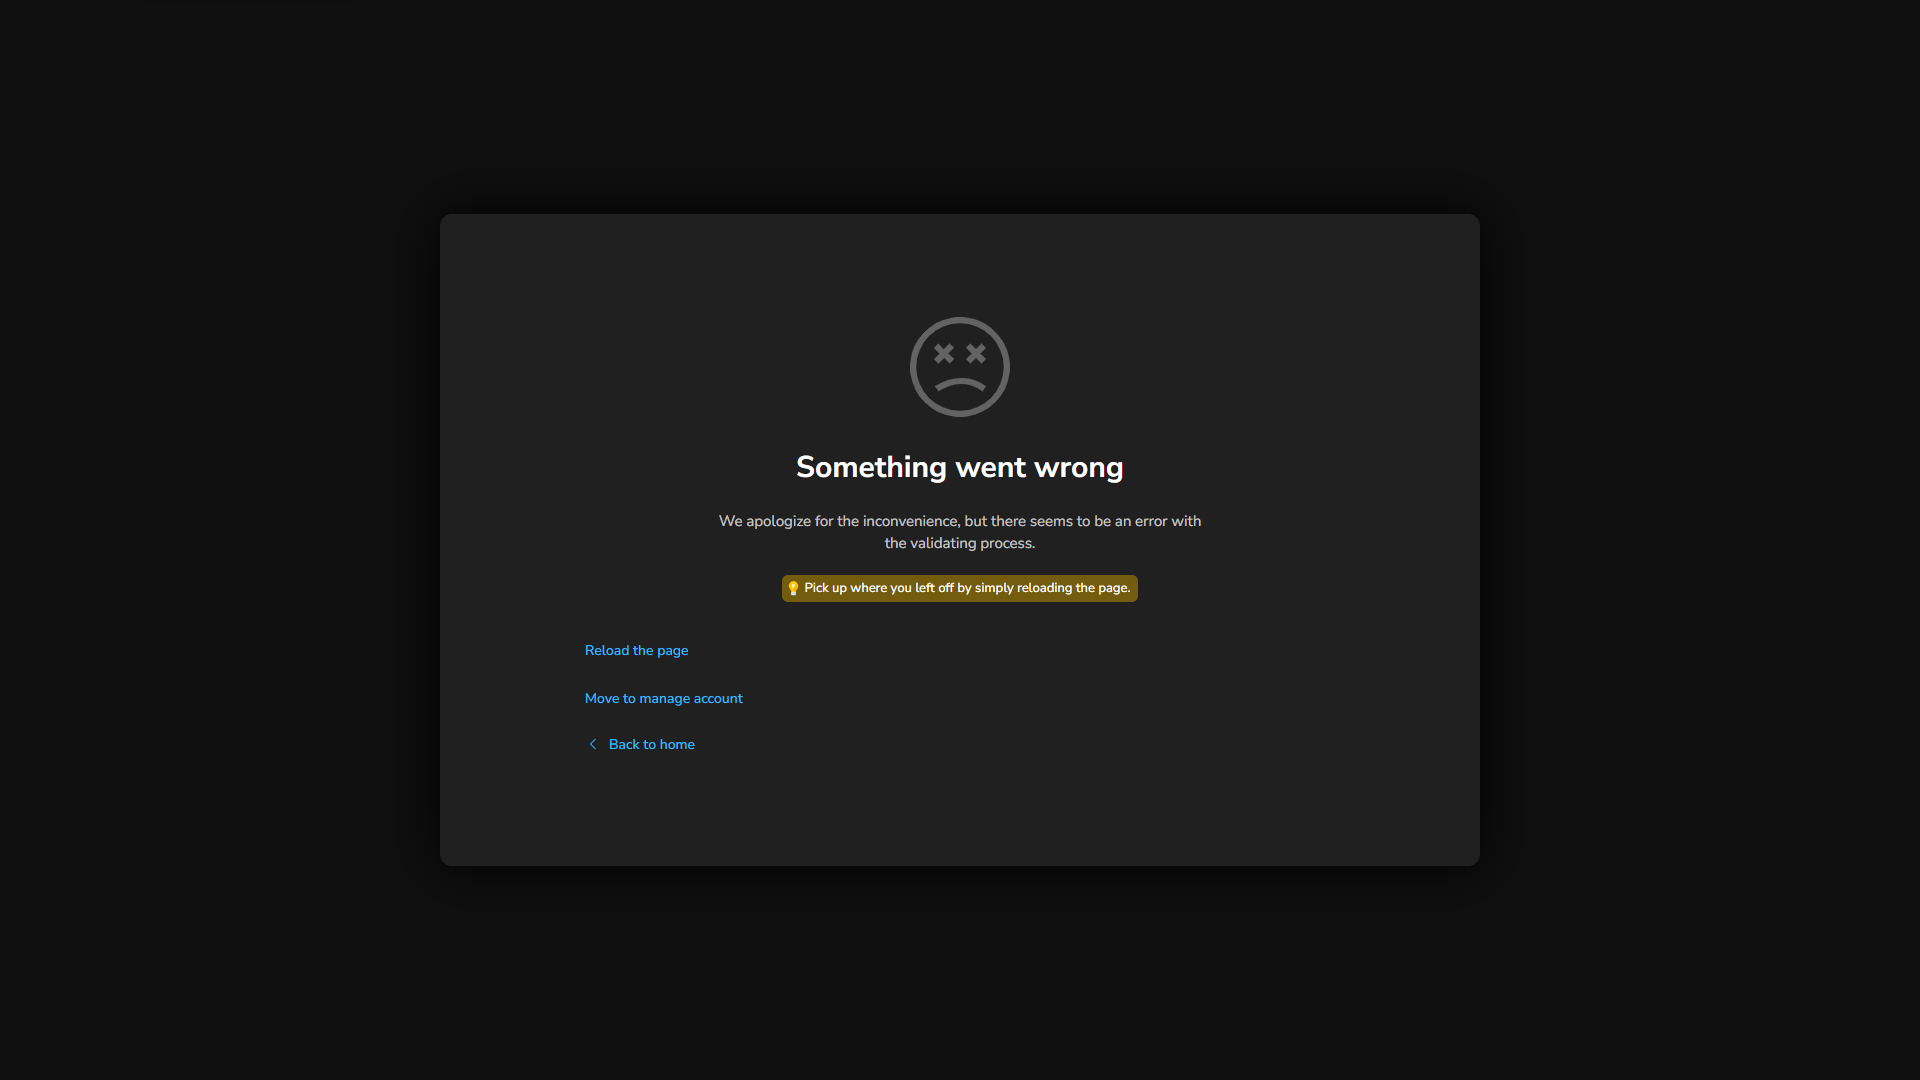 Something went wrong
We apologize for the inconvenience, but there seems to be an error with
the validating process.
💡 Pick up where you left off by simply reloading the page.
Reload the page
Move to manage account
Back to home